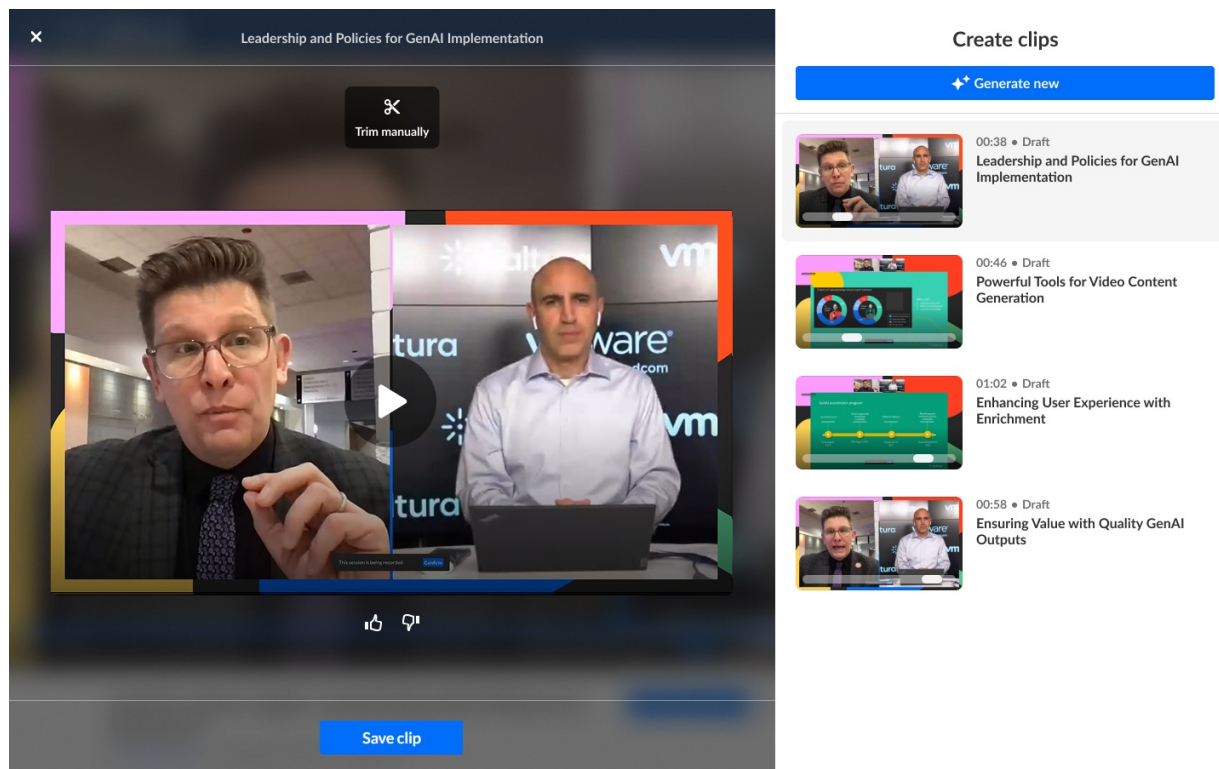 Leadership and Policies for GenAI Implementation
Trim manually
This session is being recorded
Confirm
Save clip
Create clips
Generate new
00:38 • Draft
Leadership and Policies for GenAI
Implementation
00:46 • Draft
Powerful Tools for Video Content
Generation
01:02 • Draft
Enhancing User Experience with
Enrichment
00:58 • Draft
Ensuring Value with Quality GenAI
Outputs
vm
tura
ware®
dcom
vm
tura